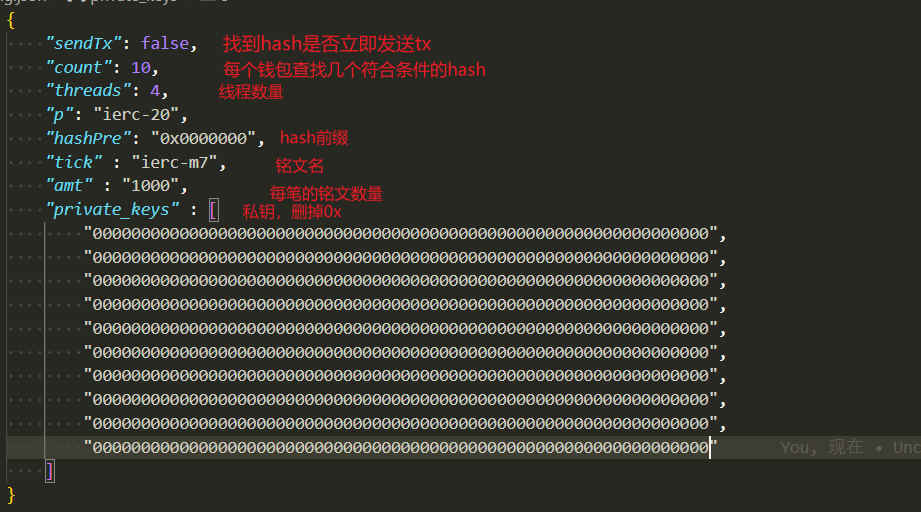 {
"sendTx": false, 找到hash是否立即发送tx
"count": 10, 每个钱包查找几个符合条件的hash
"threads": 4, 线程数量
"p": "ierc-20",
"hashPre": "0x0000000", hash前缀
"tick" : "ierc-m7", 铭文名
"amt" : "1000", 每笔的铭文数量
"private_keys" : [ 私钥，删掉0x
"0000000000000000000000000000000000000000000000000000000000000000",
"0000000000000000000000000000000000000000000000000000000000000000",
"0000000000000000000000000000000000000000000000000000000000000000",
"0000000000000000000000000000000000000000000000000000000000000000",
"0000000000000000000000000000000000000000000000000000000000000000",
"0000000000000000000000000000000000000000000000000000000000000000",
"0000000000000000000000000000000000000000000000000000000000000000",
"0000000000000000000000000000000000000000000000000000000000000000",
"0000000000000000000000000000000000000000000000000000000000000000",
"0000000000000000000000000000000000000000000000000000000000000000" You, 现在 • Unc
]
}